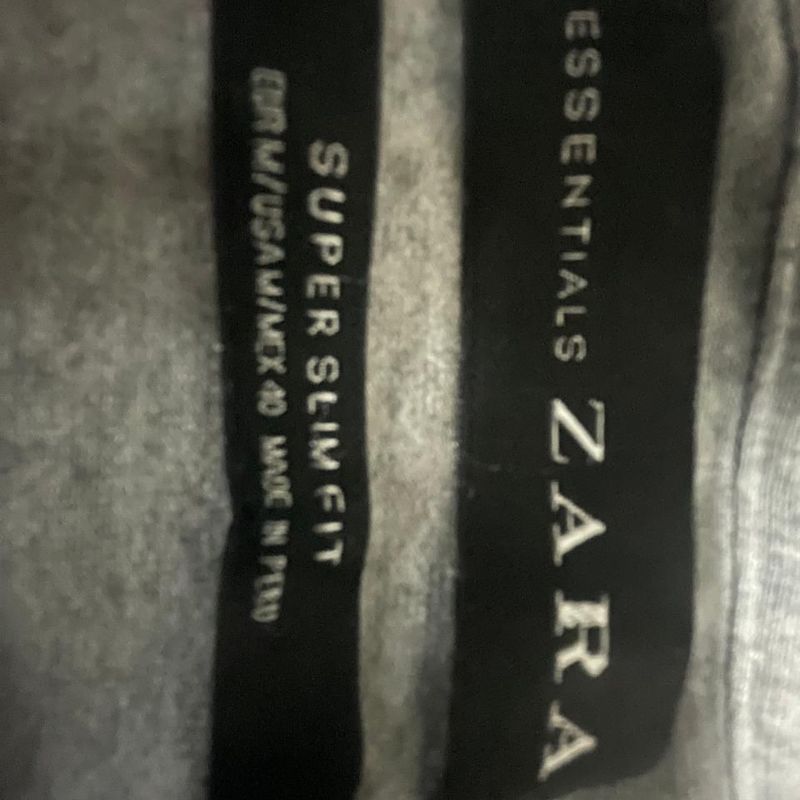 ESSENTIALS ZARA
SUPER SLIM FIT
EUR M/USA M/MEX 40 MADE IN PERU